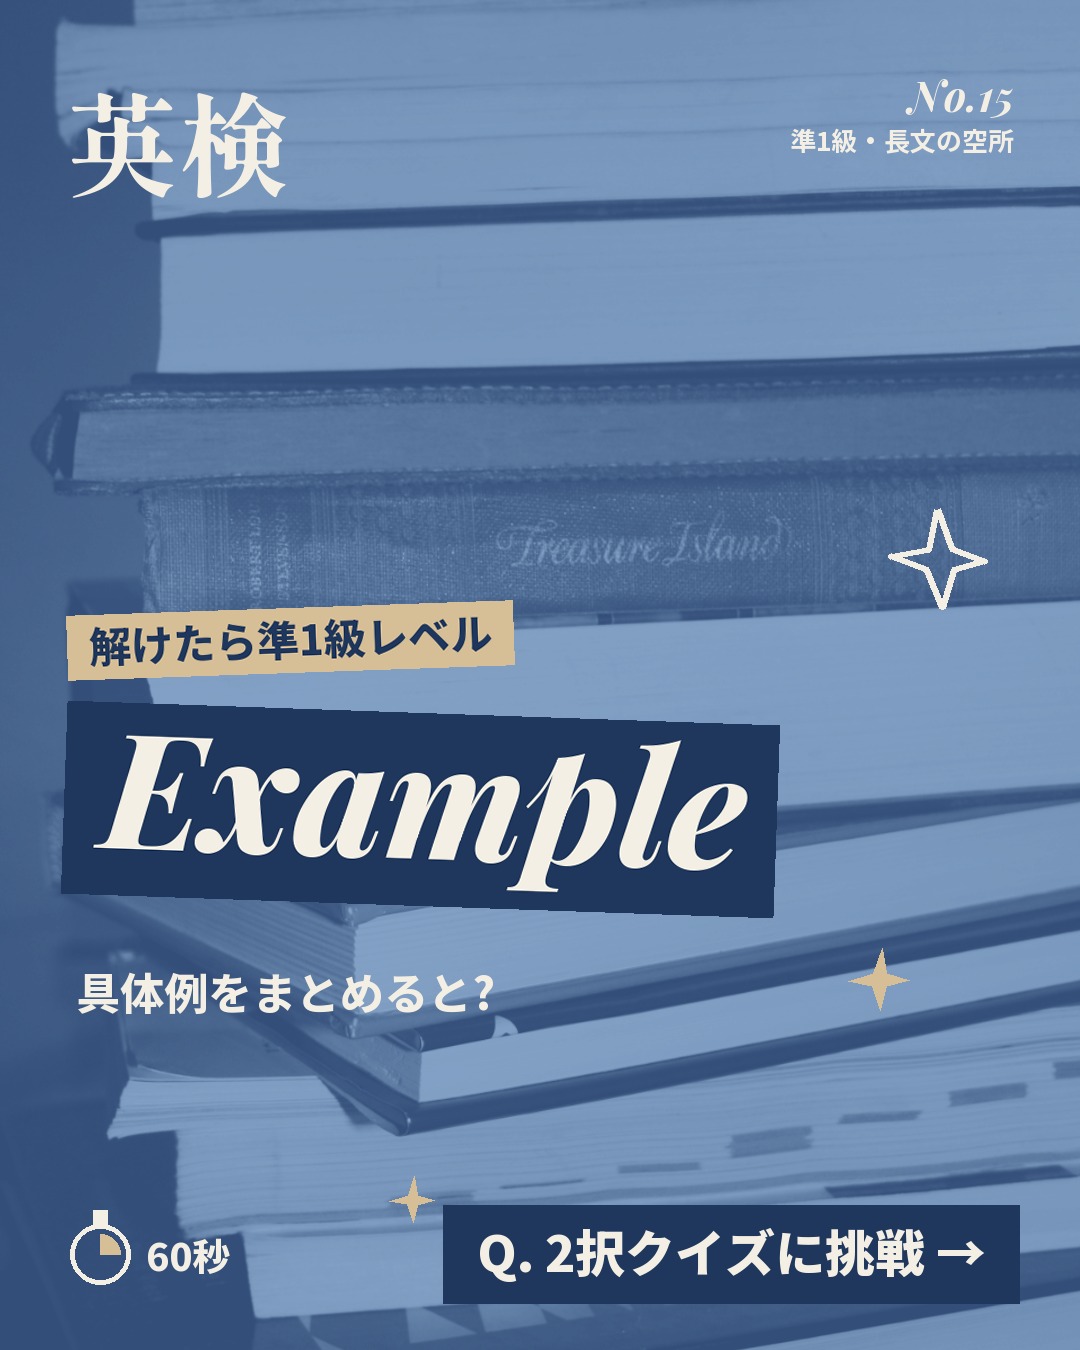 英検
No.15
準1級・長文の空所
Treasure Island
解けたら準1級レベル
Example
具体例をまとめると?
60秒
Q. 2択クイズに挑戦 →